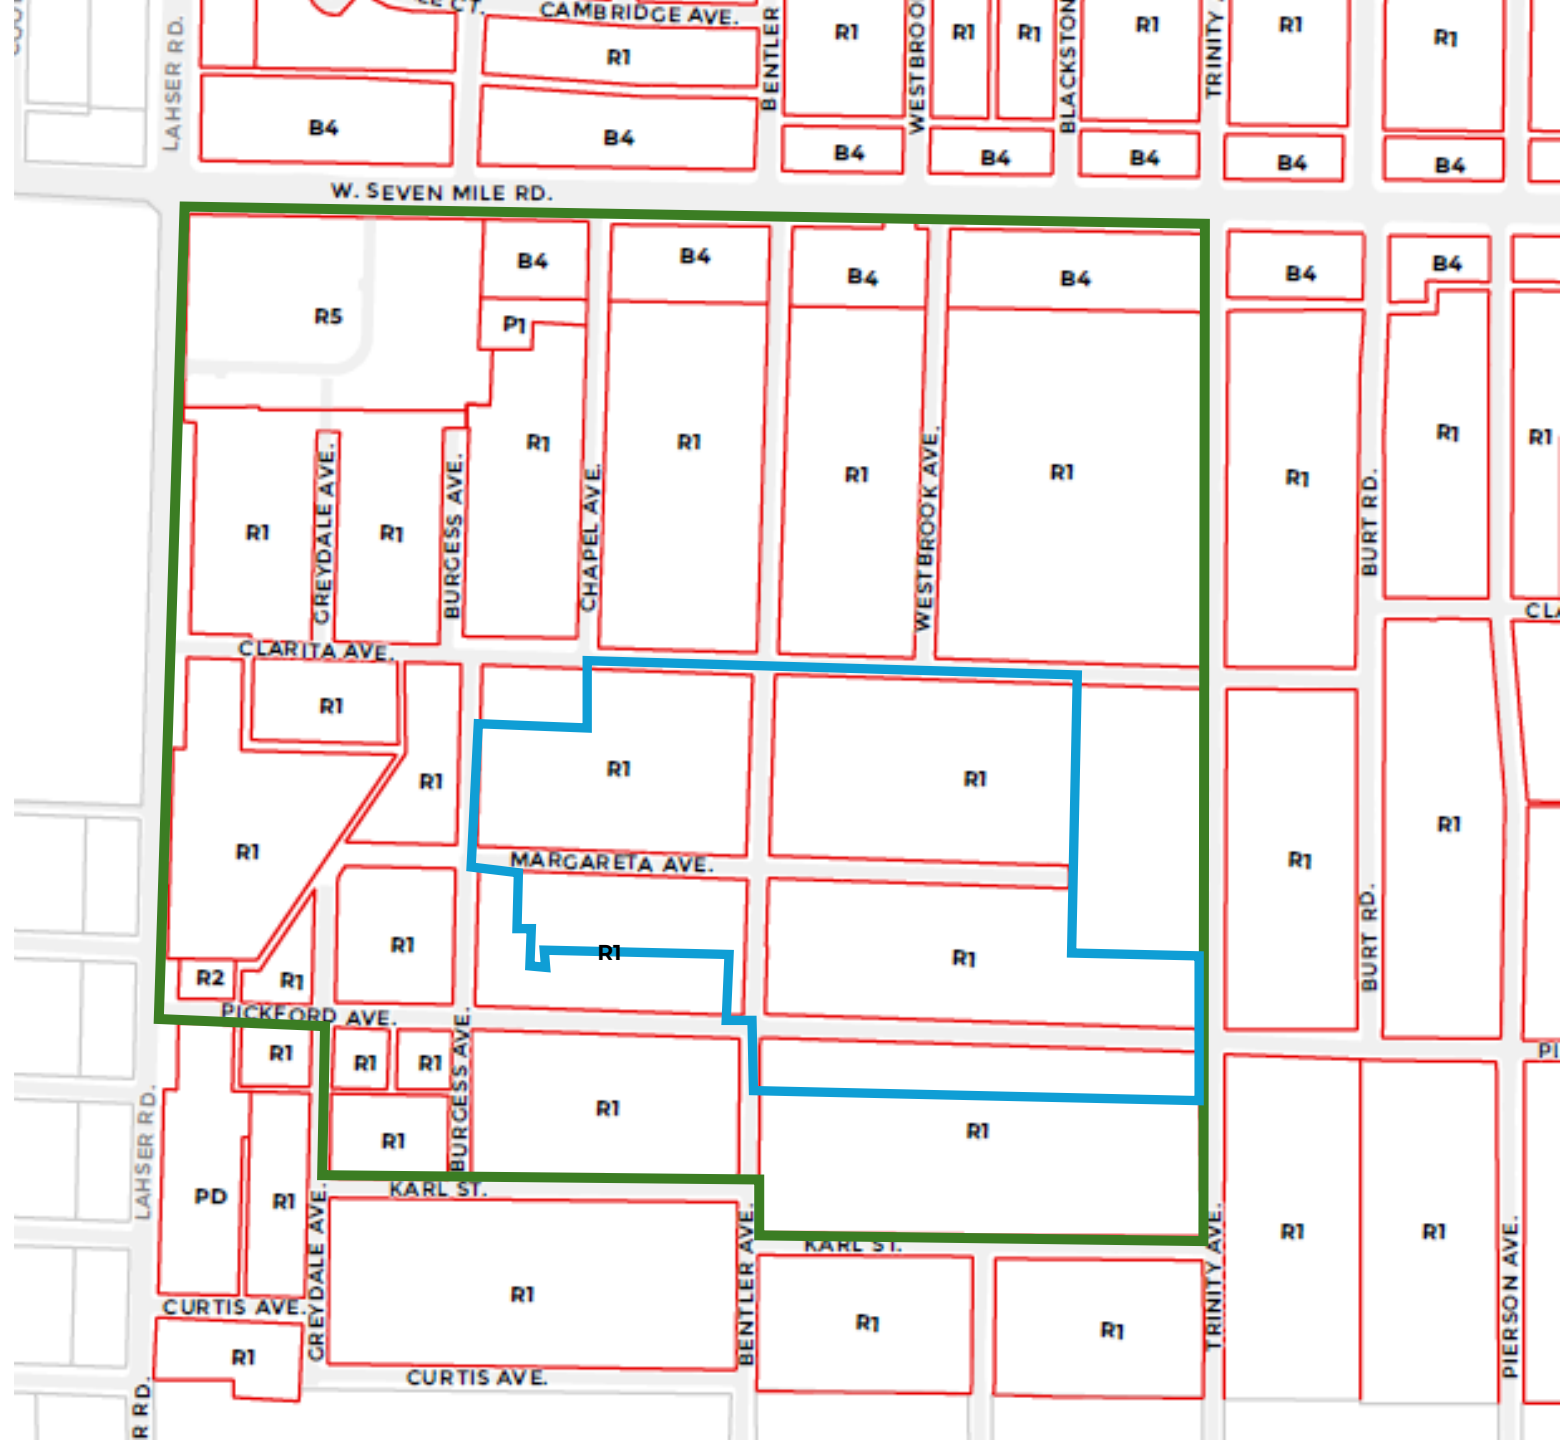 CAMBRIDGE AVE.
CT.
R1
R1
R1
R1
R1
R1
R1
LAHSER RD.
BENTLER
BLACKSTON
TRINITY
B4
B4
B4
B4
B4
B4
B4
W. SEVEN MILE RD.
B4
B4
B4
B4
B4
B4
R5
P1
R1
R1
R1
R1
R1
R1
R1
R1
R1
GREYDALE AVE.
BURGESS AVE.
CHAPEL AVE.
WESTBROOK AVE.
BURT RD.
CLARITA AVE.
R1
R1
R1
R1
R1
R1
R1
R1
MARGARETA AVE.
R1
R1
R1
R2
R1
BURT RD.
PICKFORD AVE.
R1
R1
R1
BURGESS AVE.
R1
R1
R1
LAHSER RD.
PD
R1
KARL ST.
R1
R1
GREYDALE AVE.
BENTLER AVE.
KARL ST.
TRINITY AVE.
PIERSON AVE.
R1
R1
R1
CURTIS AVE.
R1
CURTIS AVE.
R RD.